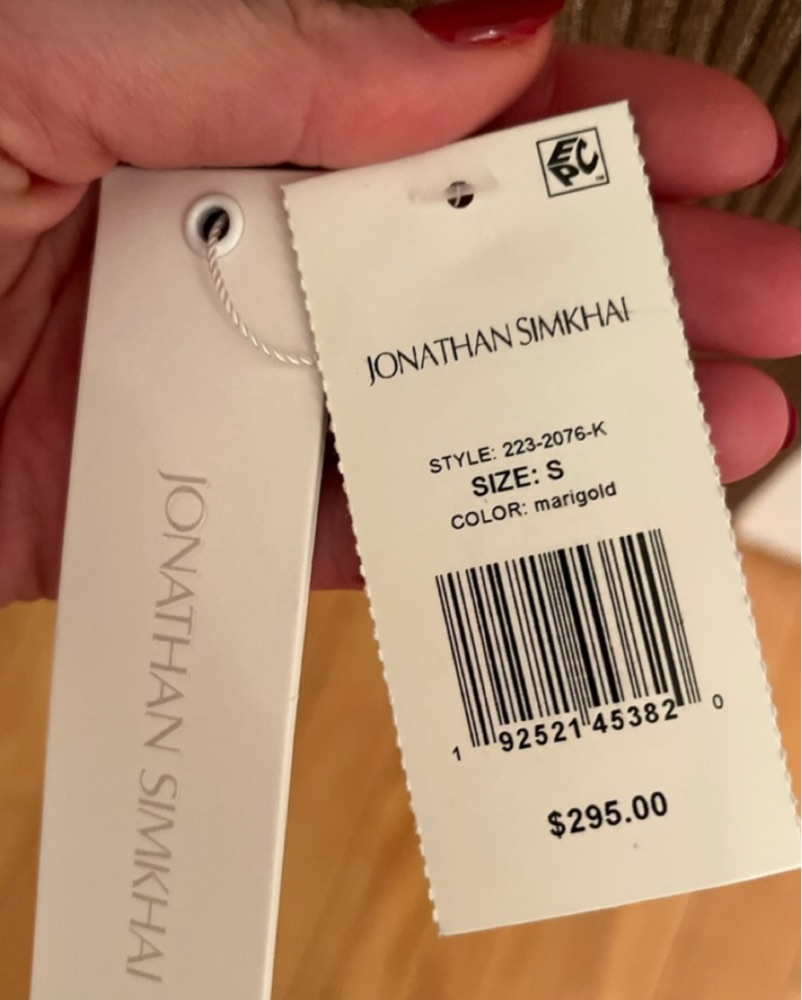 JONATHAN SIMKHAI
EPC
JONATHAN SIMKHAI
STYLE: 223-2076-K
SIZE: S
COLOR: marigold
1 92521 45382 0
$295.00